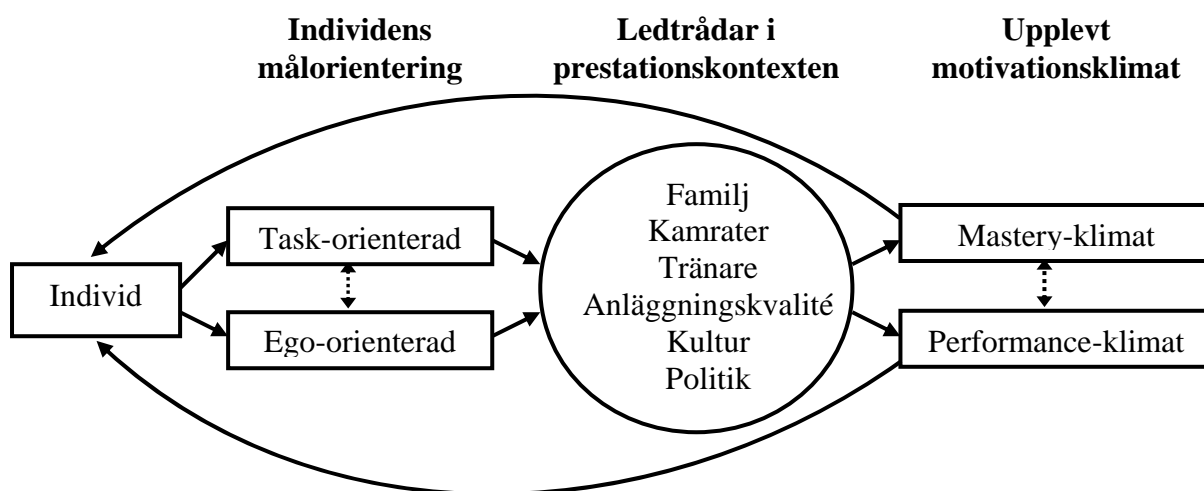 Individens
målorientering
Ledtrådar i
prestationskontexten
Upplevt
motivationsklimat
Individ
Task-orienterad
Ego-orienterad
Familj
Kamrater
Tränare
Anläggningskvalité
Kultur
Politik
Mastery-klimat
Performance-klimat